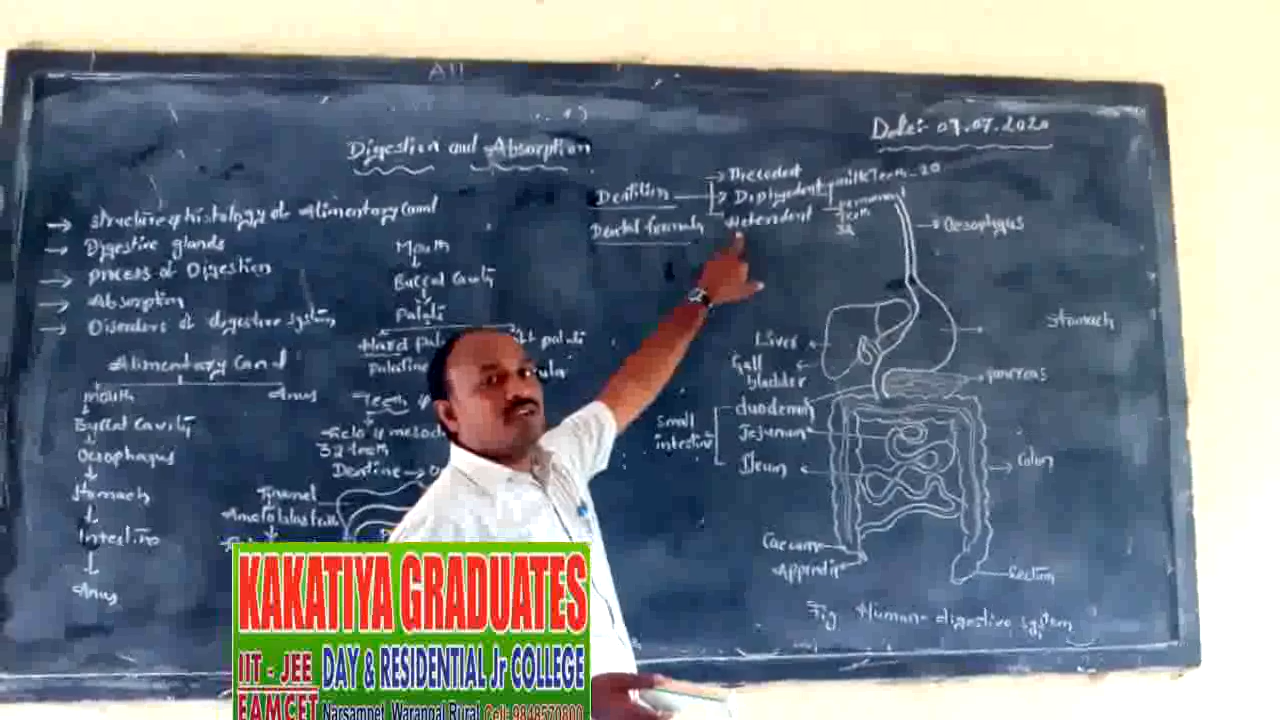 All
Digestion and Absorption
Date:- 07.07.2020
→ structure & histology of Alimentary Canal
→ Digestive glands
→ process of Digestion
→ Absorption
→ Disorders of digestive system
Alimentary Canal
mouth
Anus
Buccal Cavity
Oesophagus
Stomach
Intestine
Anus
Mouth
Buccal Cavity
Palate
Hard
palate
Teeth
32 teeth
Dentine →
Dentition
→ Thecodont
→ Diphyodont
milk Teeth - 20
permanent
Teeth
32
Heterodont
Dental formula
Oesophagus
Stomach
Liver
Gall
bladder
pancreas
Small
intestine
duodenum
Jejunum
Ileum
Colon
Caecum
Appendix
Rectum
Fig Human digestive system
KAKATIYA GRADUATES
IIT - JEE
EAMCET
DAY & RESIDENTIAL Jr COLLEGE
Narsampet, Warangal Rural